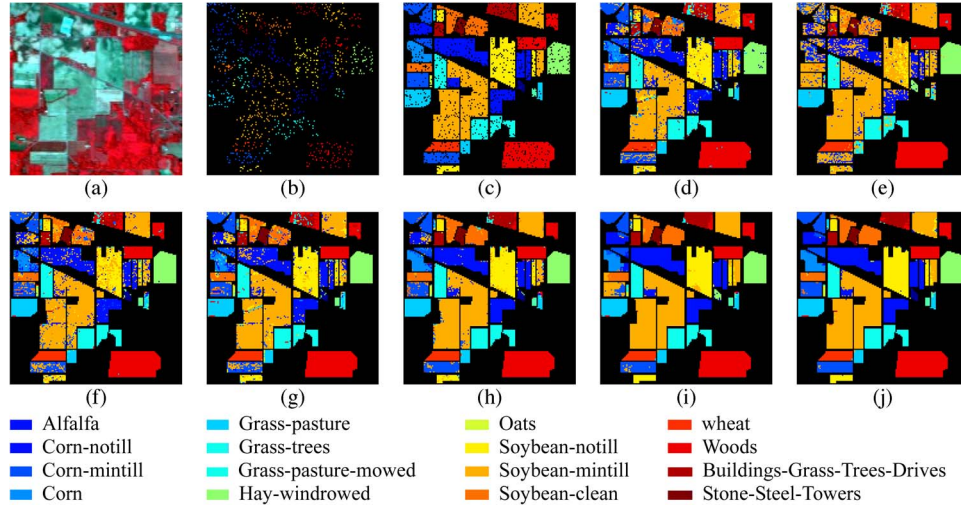 (a) (b) (c) (d) (e)
(f) (g) (h) (i) (j)
Alfalfa Grass-pasture Oats wheat
Corn-notill Grass-trees Soybean-notill Woods
Corn-mintill Grass-pasture-mowed Soybean-mintill Buildings-Grass-Trees-Drives
Corn Hay-windrowed Soybean-clean Stone-Steel-Towers